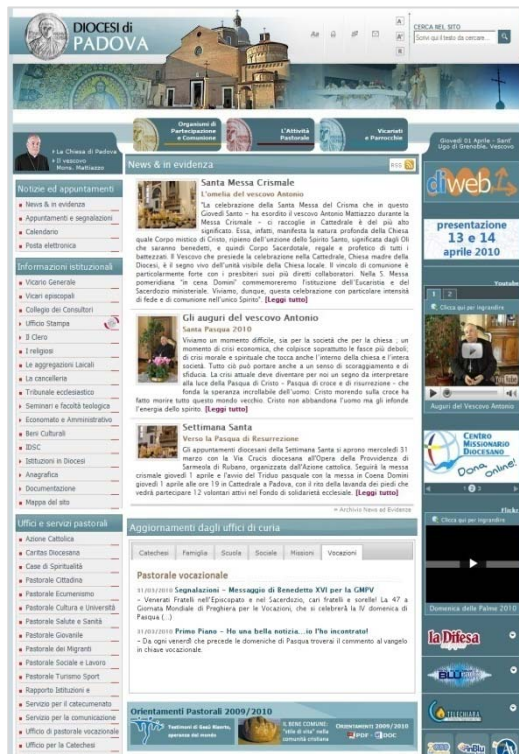 DIOCESI di
PADOVA
CERCA NEL SITO
Scrivi qui il testo da cercare...
Organismi di
Partecipazione
e Comunione
L'Attività
Pastorale
Vicariati
e Parrocchie
La Chiesa di Padova
Il vescovo
Mons. Mattiazzo
Giovedì 01 Aprile - Sant'
Ugo di Grenoble, Vescovo
Notizie ed appuntamenti
News & in evidenza
Appuntamenti e segnalazioni
Calendario
Posta elettronica
Informazioni istituzionali
Vicario Generale
Vicari episcopali
Collegio dei Consultori
Ufficio Stampa
Il Clero
I religiosi
Le aggregazioni Laicali
La cancelleria
Tribunale ecclesiastico
Seminari e facoltà teologica
Economato e Amministrativo
Beni Culturali
IDSC
Istituzioni in Diocesi
Anagrafica
Documentazione
Mappa del sito
Uffici e servizi pastorali
Azione Cattolica
Caritas Diocesana
Case di Spiritualità
Pastorale Cittadina
Pastorale Ecumenismo
Pastorale Cultura e Università
Pastorale Salute e Sanità
Pastorale Giovanile
Pastorale dei Migranti
Pastorale Sociale e Lavoro
Pastorale Turismo Sport
Rapporto Istituzioni e
Servizio per il catecumenato
Servizio per la comunicazione
Ufficio di pastorale vocazionale
Ufficio per la Catechesi
News & in evidenza
RSS
Santa Messa Crismale
L'omelia del vescovo Antonio
"La celebrazione della Santa Messa del Crisma che in questo
Giovedì Santo - ha esordito il vescovo Antonio Mattiazzo durante la
Messa Crismale - ci raccoglie in Cattedrale è del più alto
significato. Essa, infatti, manifesta la natura profonda della Chiesa
quale Corpo mistico di Cristo, ripieno dell'unzione dello Spirito Santo, significata dagli Oli
che saranno benedetti, e quindi Corpo Sacerdotale, regale e profetico di tutti i
battezzati. Il Vescovo che presiede la celebrazione nella Cattedrale, Chiesa madre della
Diocesi, è il segno vivo dell'unità visibile della Chiesa locale. Il vincolo di comunione è
particolarmente forte con i presbiteri suoi più diretti collaboratori. Nella S. Messa
pomeridiana "in cena Domini" commemoreremo l'istituzione dell'Eucarestia e del
Sacerdozio ministeriale. Viviamo, dunque, questa celebrazione con particolare intensità
di fede e di comunione nell'unico Spirito". [Leggi tutto]
Gli auguri del vescovo Antonio
Santa Pasqua 2010
Viviamo un momento difficile, sia per la società che per la chiesa ; un
momento di crisi economica, che colpisce soprattutto le fasce più deboli;
di crisi morale e spirituale che tocca anche l'interno della chiesa e l'intera
società. Tutto ciò può portare anche a un senso di scoraggiamento e di
sfiducia. La crisi attuale deve diventare per noi un segno da interpretare
alla luce della Pasqua di Cristo - Pasqua di croce e di risurrezione - che
fonda la speranza incrollabile dell'uomo. Cristo morendo sulla croce ha
fatto morire tutto questo mondo vecchio. Cristo non abbandona l'uomo ma gli infonde
l'energia dello spirito. [Leggi tutto]
Settimana Santa
Verso la Pasqua di Resurrezione
Gli appuntamenti diocesani della Settimana Santa si aprono mercoledì 31
marzo con la Via Crucis diocesana all'Opera della Provvidenza di
Sarmeola di Rubano, organizzata dall'Azione cattolica. Seguirà la messa
crismale giovedì 1 aprile e l'avvio del Triduo pasquale con la messa in Coena Domini
giovedì 1 aprile alle ore 19 in Cattedrale a Padova, con il rito della lavanda dei piedi che
vedrà partecipare 12 volontari attivi nel Fondo di solidarietà ecclesiale. [Leggi tutto]
» Archivio News ed Evidenze
Aggiornamenti dagli uffici di curia
Catechesi Famiglia Scuola Sociale Missioni Vocazioni
Pastorale vocazionale
31/03/2010 Segnalazioni - Messaggio di Benedetto XVI per la GMPV
- Venerati Fratelli nell'Episcopato e nel Sacerdozio, cari fratelli e sorelle! La 47 a
Giornata Mondiale di Preghiera per le Vocazioni, che si celebrerà la IV domenica di
Pasqua (...)
31/03/2010 Primo Piano - Ho una bella notizia...io l'ho incontrato!
- Da ogni venerdì che precede le domeniche di Pasqua troverai il commento al vangelo
in chiave vocazionale
Orientamenti Pastorali 2009/2010
Testimoni di Gesù Risorto,
speranza del mondo
IL BENE COMUNE:
"stile di vita" nella
comunità cristiana
ORIENTAMENTI 2009/2010
PDF DOC
diweb
presentazione
13 e 14
aprile 2010
Youtube
1 2
Clicca qui per ingrandire
Auguri del Vescovo Antonio
CENTRO
MISSIONARIO
DIOCESANO
Dona online!
1 2 3
Flickr
Clicca qui per ingrandire
Domenica delle Palme 2010
la Difesa
BLU
TELECHIARA